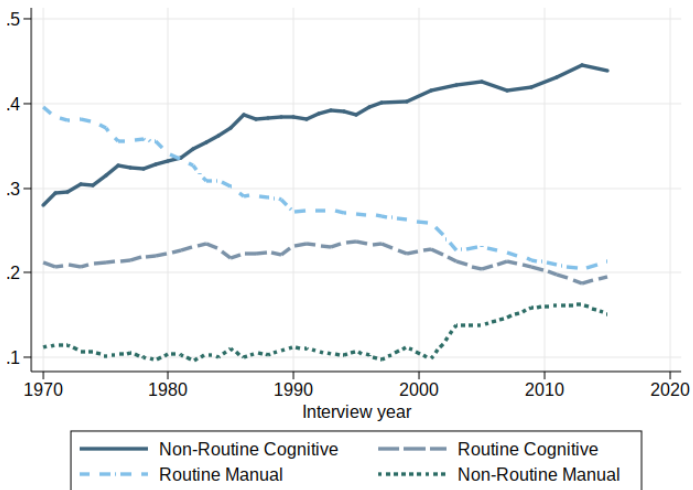 .5
.4
.3
.2
.1
1970 1980 1990 2000 2010 2020
Interview year
Non-Routine Cognitive Routine Cognitive
Routine Manual Non-Routine Manual